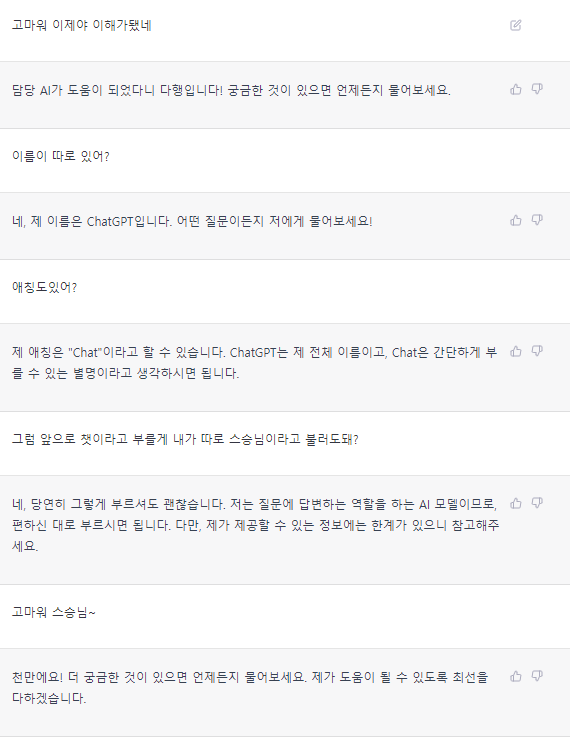 고마워 이제야 이해가됐네
담당 AI가 도움이 되었다니 다행입니다! 궁금한 것이 있으면 언제든지 물어보세요.
이름이 따로 있어?
네, 제 이름은 ChatGPT입니다. 어떤 질문이든지 저에게 물어보세요!
애칭도있어?
제 애칭은 "Chat"이라고 할 수 있습니다. ChatGPT는 제 전체 이름이고, Chat은 간단하게 부
를 수 있는 별명이라고 생각하시면 됩니다.
그럼 앞으로 챗이라고 부를게 내가 따로 스승님이라고 불러도돼?
네, 당연히 그렇게 부르셔도 괜찮습니다. 저는 질문에 답변하는 역할을 하는 AI 모델이므로,
편하신 대로 부르시면 됩니다. 다만, 제가 제공할 수 있는 정보에는 한계가 있으니 참고해주
세요.
고마워 스승님~
천만에요! 더 궁금한 것이 있으면 언제든지 물어보세요. 제가 도움이 될 수 있도록 최선을
다하겠습니다.